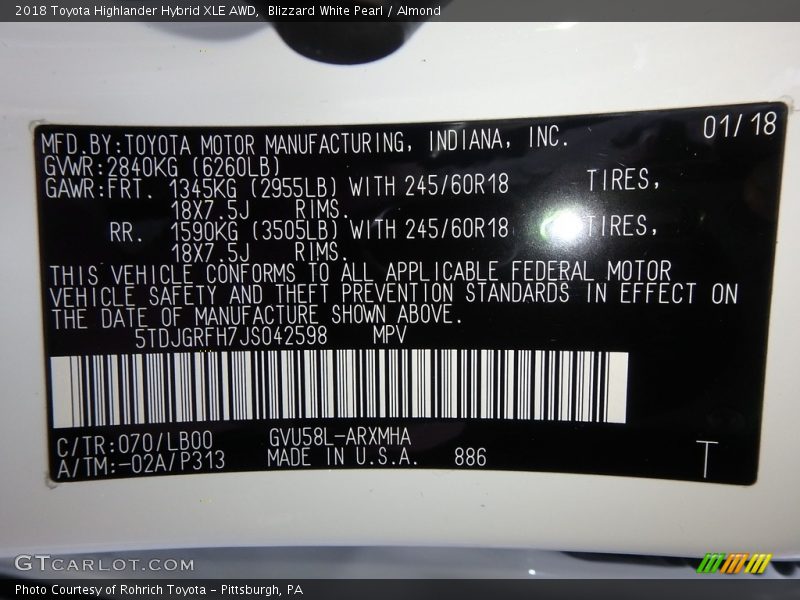 2018 Toyota Highlander Hybrid XLE AWD,  Blizzard White Pearl / Almond
01/18
MFD.BY:TOYOTA MOTOR MANUFACTURING, INDIANA, INC.
GVWR:2840KG (6260LB)
GAWR:FRT. 1345KG (2955LB) WITH 245/60R18 TIRES,
18X7.5J RIMS.
RR. 1590KG (3505LB) WITH 245/60R18 TIRES,
18X7.5J RIMS.
THIS VEHICLE CONFORMS TO ALL APPLICABLE FEDERAL MOTOR
VEHICLE SAFETY AND THEFT PREVENTION STANDARDS IN EFFECT ON
THE DATE OF MANUFACTURE SHOWN ABOVE.
5TDJGRFH7JS042598 MPV
C/TR:070/LB00 GVU58L-ARXMHA
A/TM:-02A/P313 MADE IN U.S.A. 886 T
GTCARLOT.COM
Photo Courtesy of Rohrich Toyota - Pittsburgh, PA